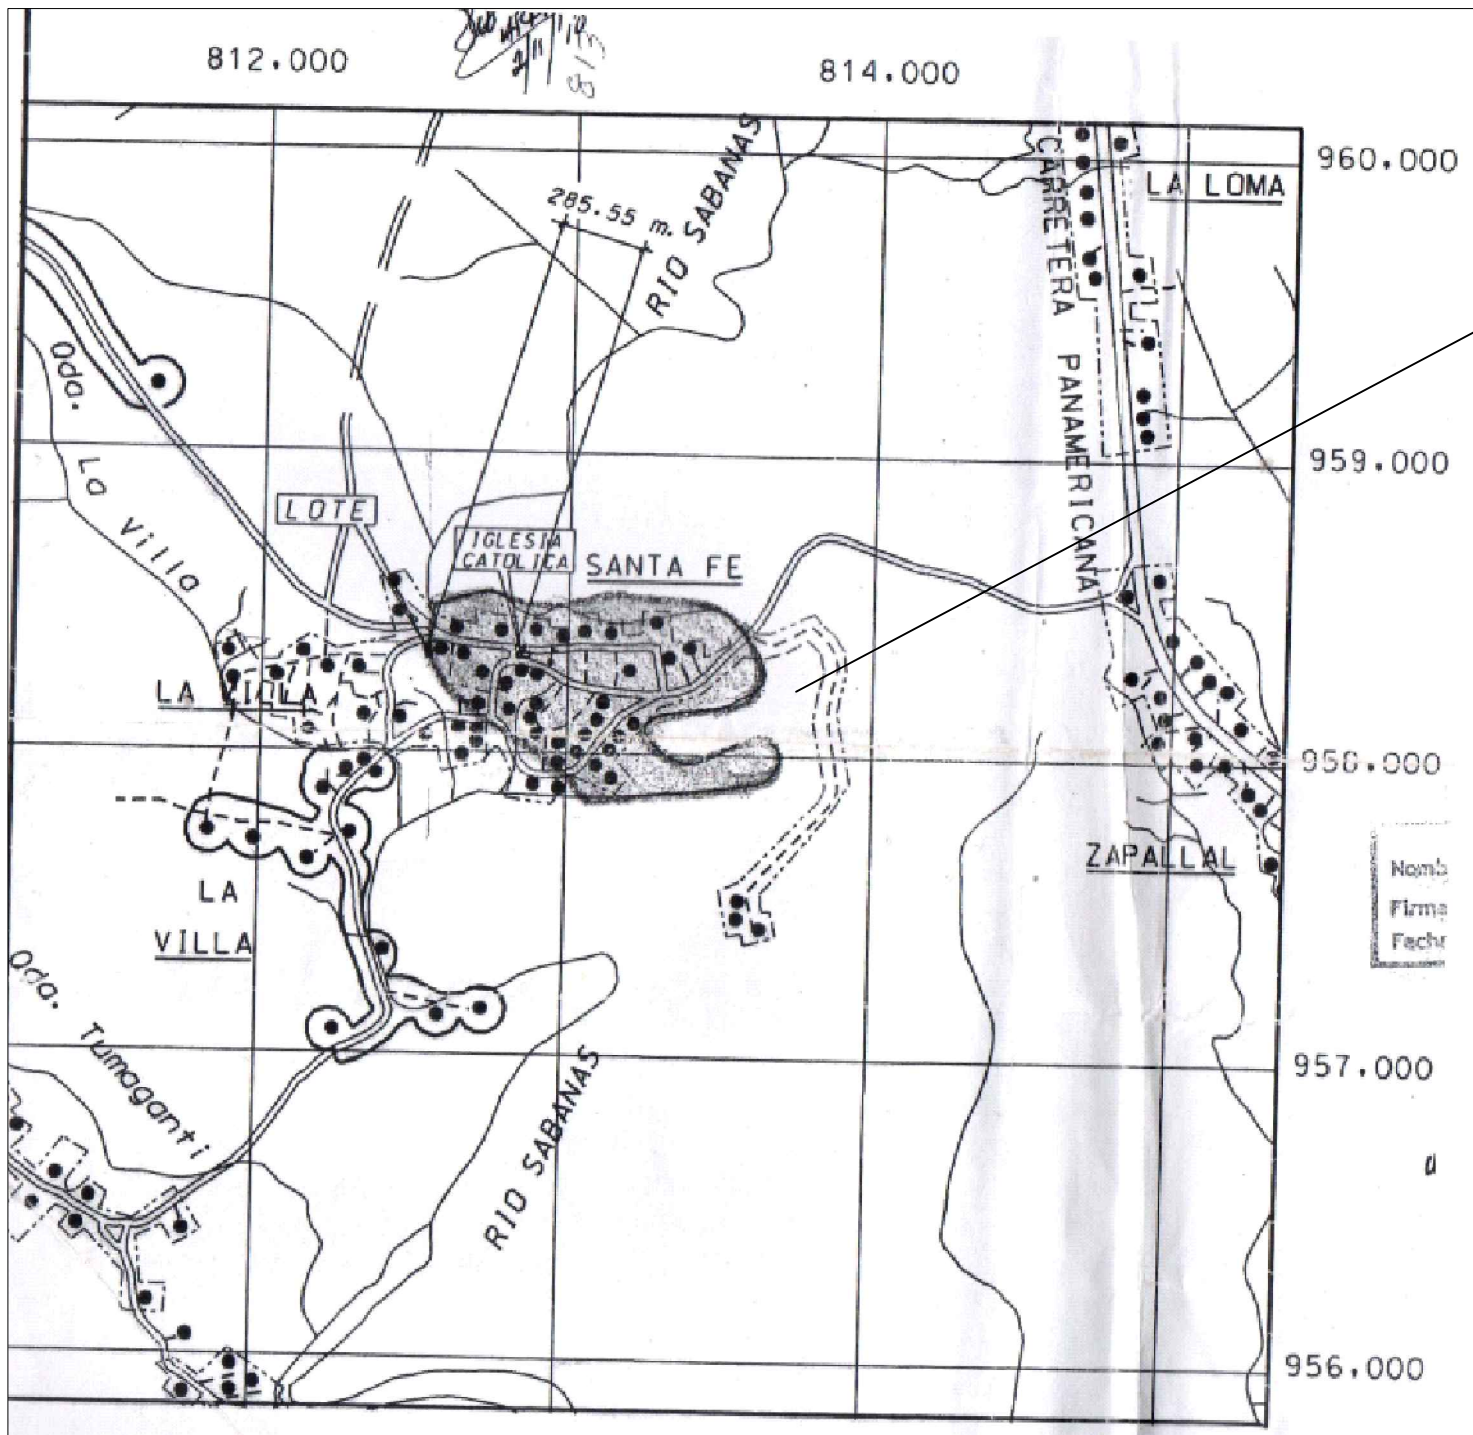 813
812.000
814.000
960.000
LA LOMA
CARRETERA PANAMERICANA
RIO SABANAS
285.55 m.
Qda. La Villa
959.000
LOTE
IGLESIA
CATOLICA
SANTA FE
LA VILLA
958.000
ZAPALLAL
Nomb
Firma
Fecha
LA
VILLA
Qda. Tumaganti
957.000
RIO SABANAS
956.000